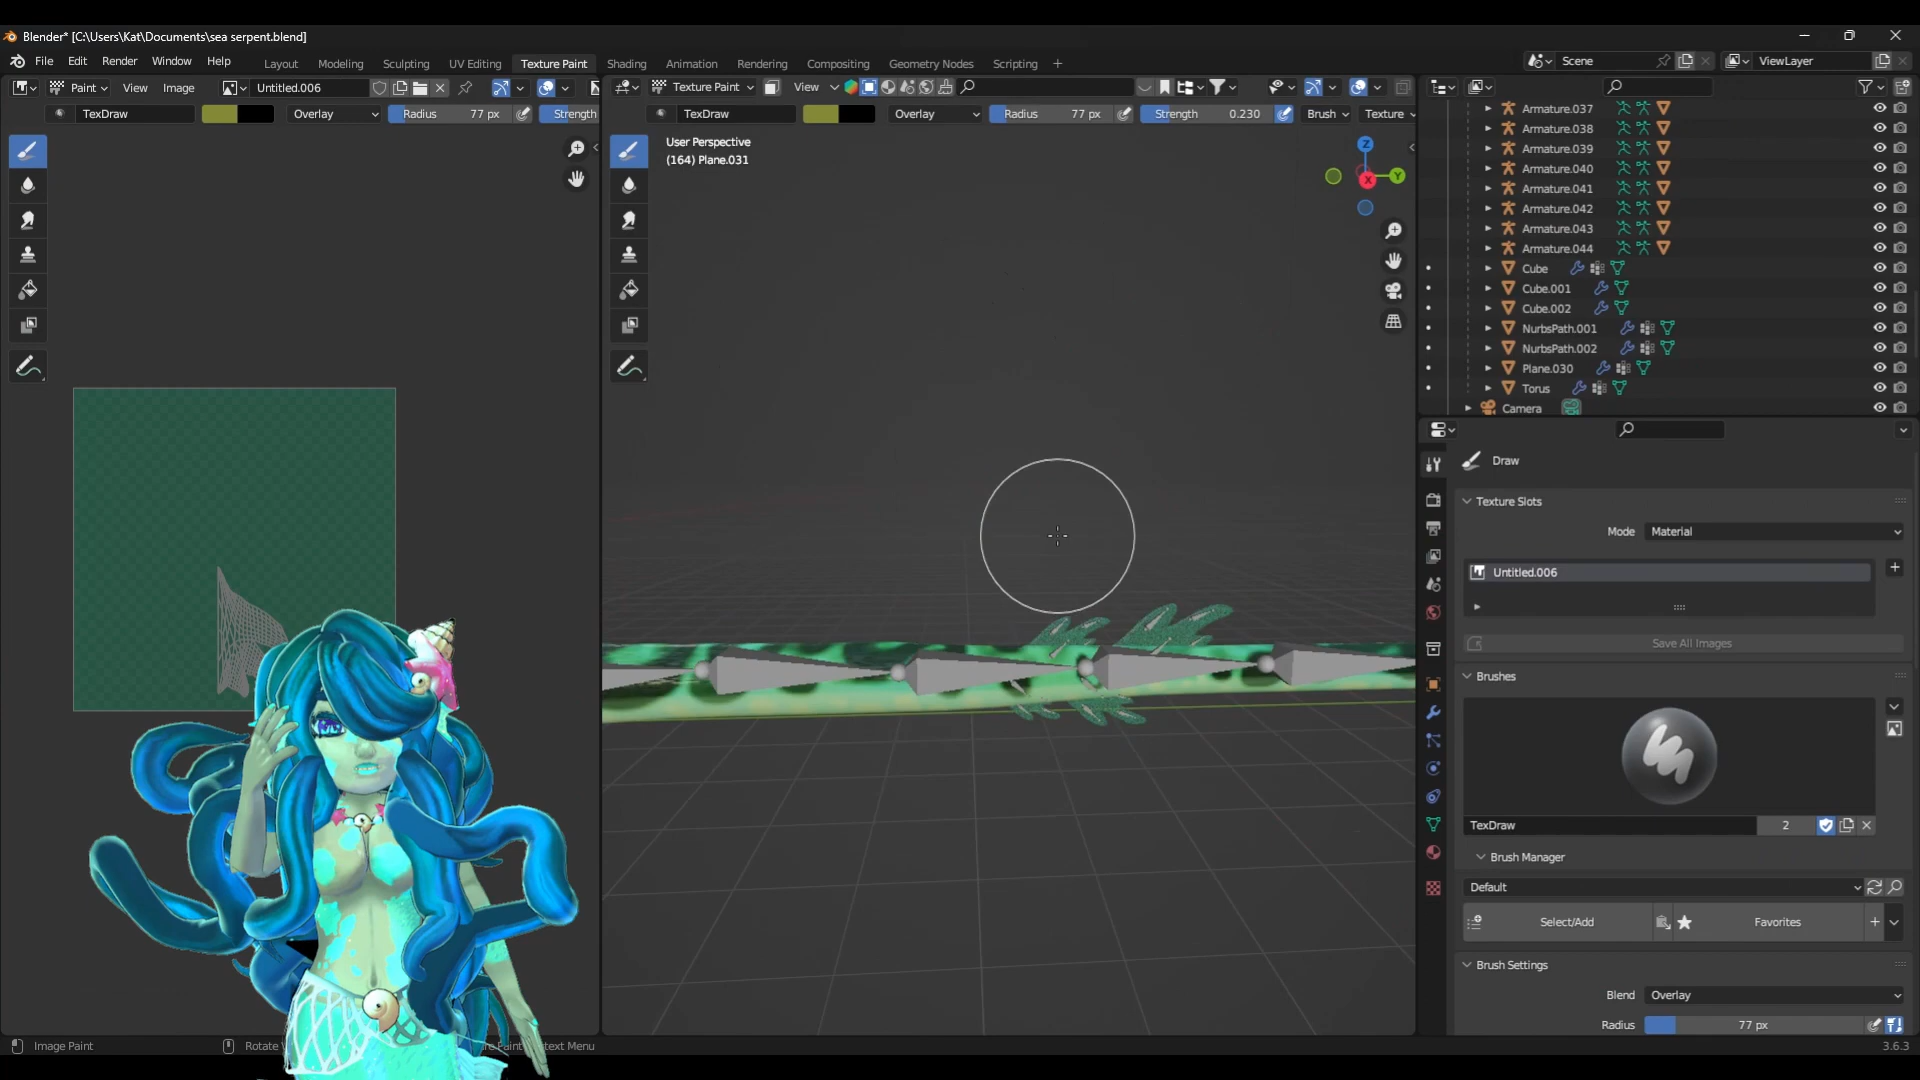 Blender* [C:\Users\Kat\Documents\sea serpent.blend]
File Edit Render Window Help Layout Modeling Sculpting UV Editing Texture Paint Shading Animation Rendering Compositing Geometry Nodes Scripting + Scene ViewLayer
Paint View Image Untitled.006 Texture Paint View
TexDraw Overlay Radius 77 px Strength TexDraw Overlay Radius 77 px Strength 0.230 Brush Texture
User Perspective
(164) Plane.031
Z
Y
X
Armature.037
Armature.038
Armature.039
Armature.040
Armature.041
Armature.042
Armature.043
Armature.044
Cube
Cube.001
Cube.002
NurbsPath.001
NurbsPath.002
Plane.030
Torus
Camera
Draw
Texture Slots
Mode Material
Untitled.006
Save All Images
Brushes
TexDraw 2
Brush Manager
Default
Select/Add Favorites
Brush Settings
Blend Overlay
Radius 77 px
Image Paint Rotate text Menu 3.6.3